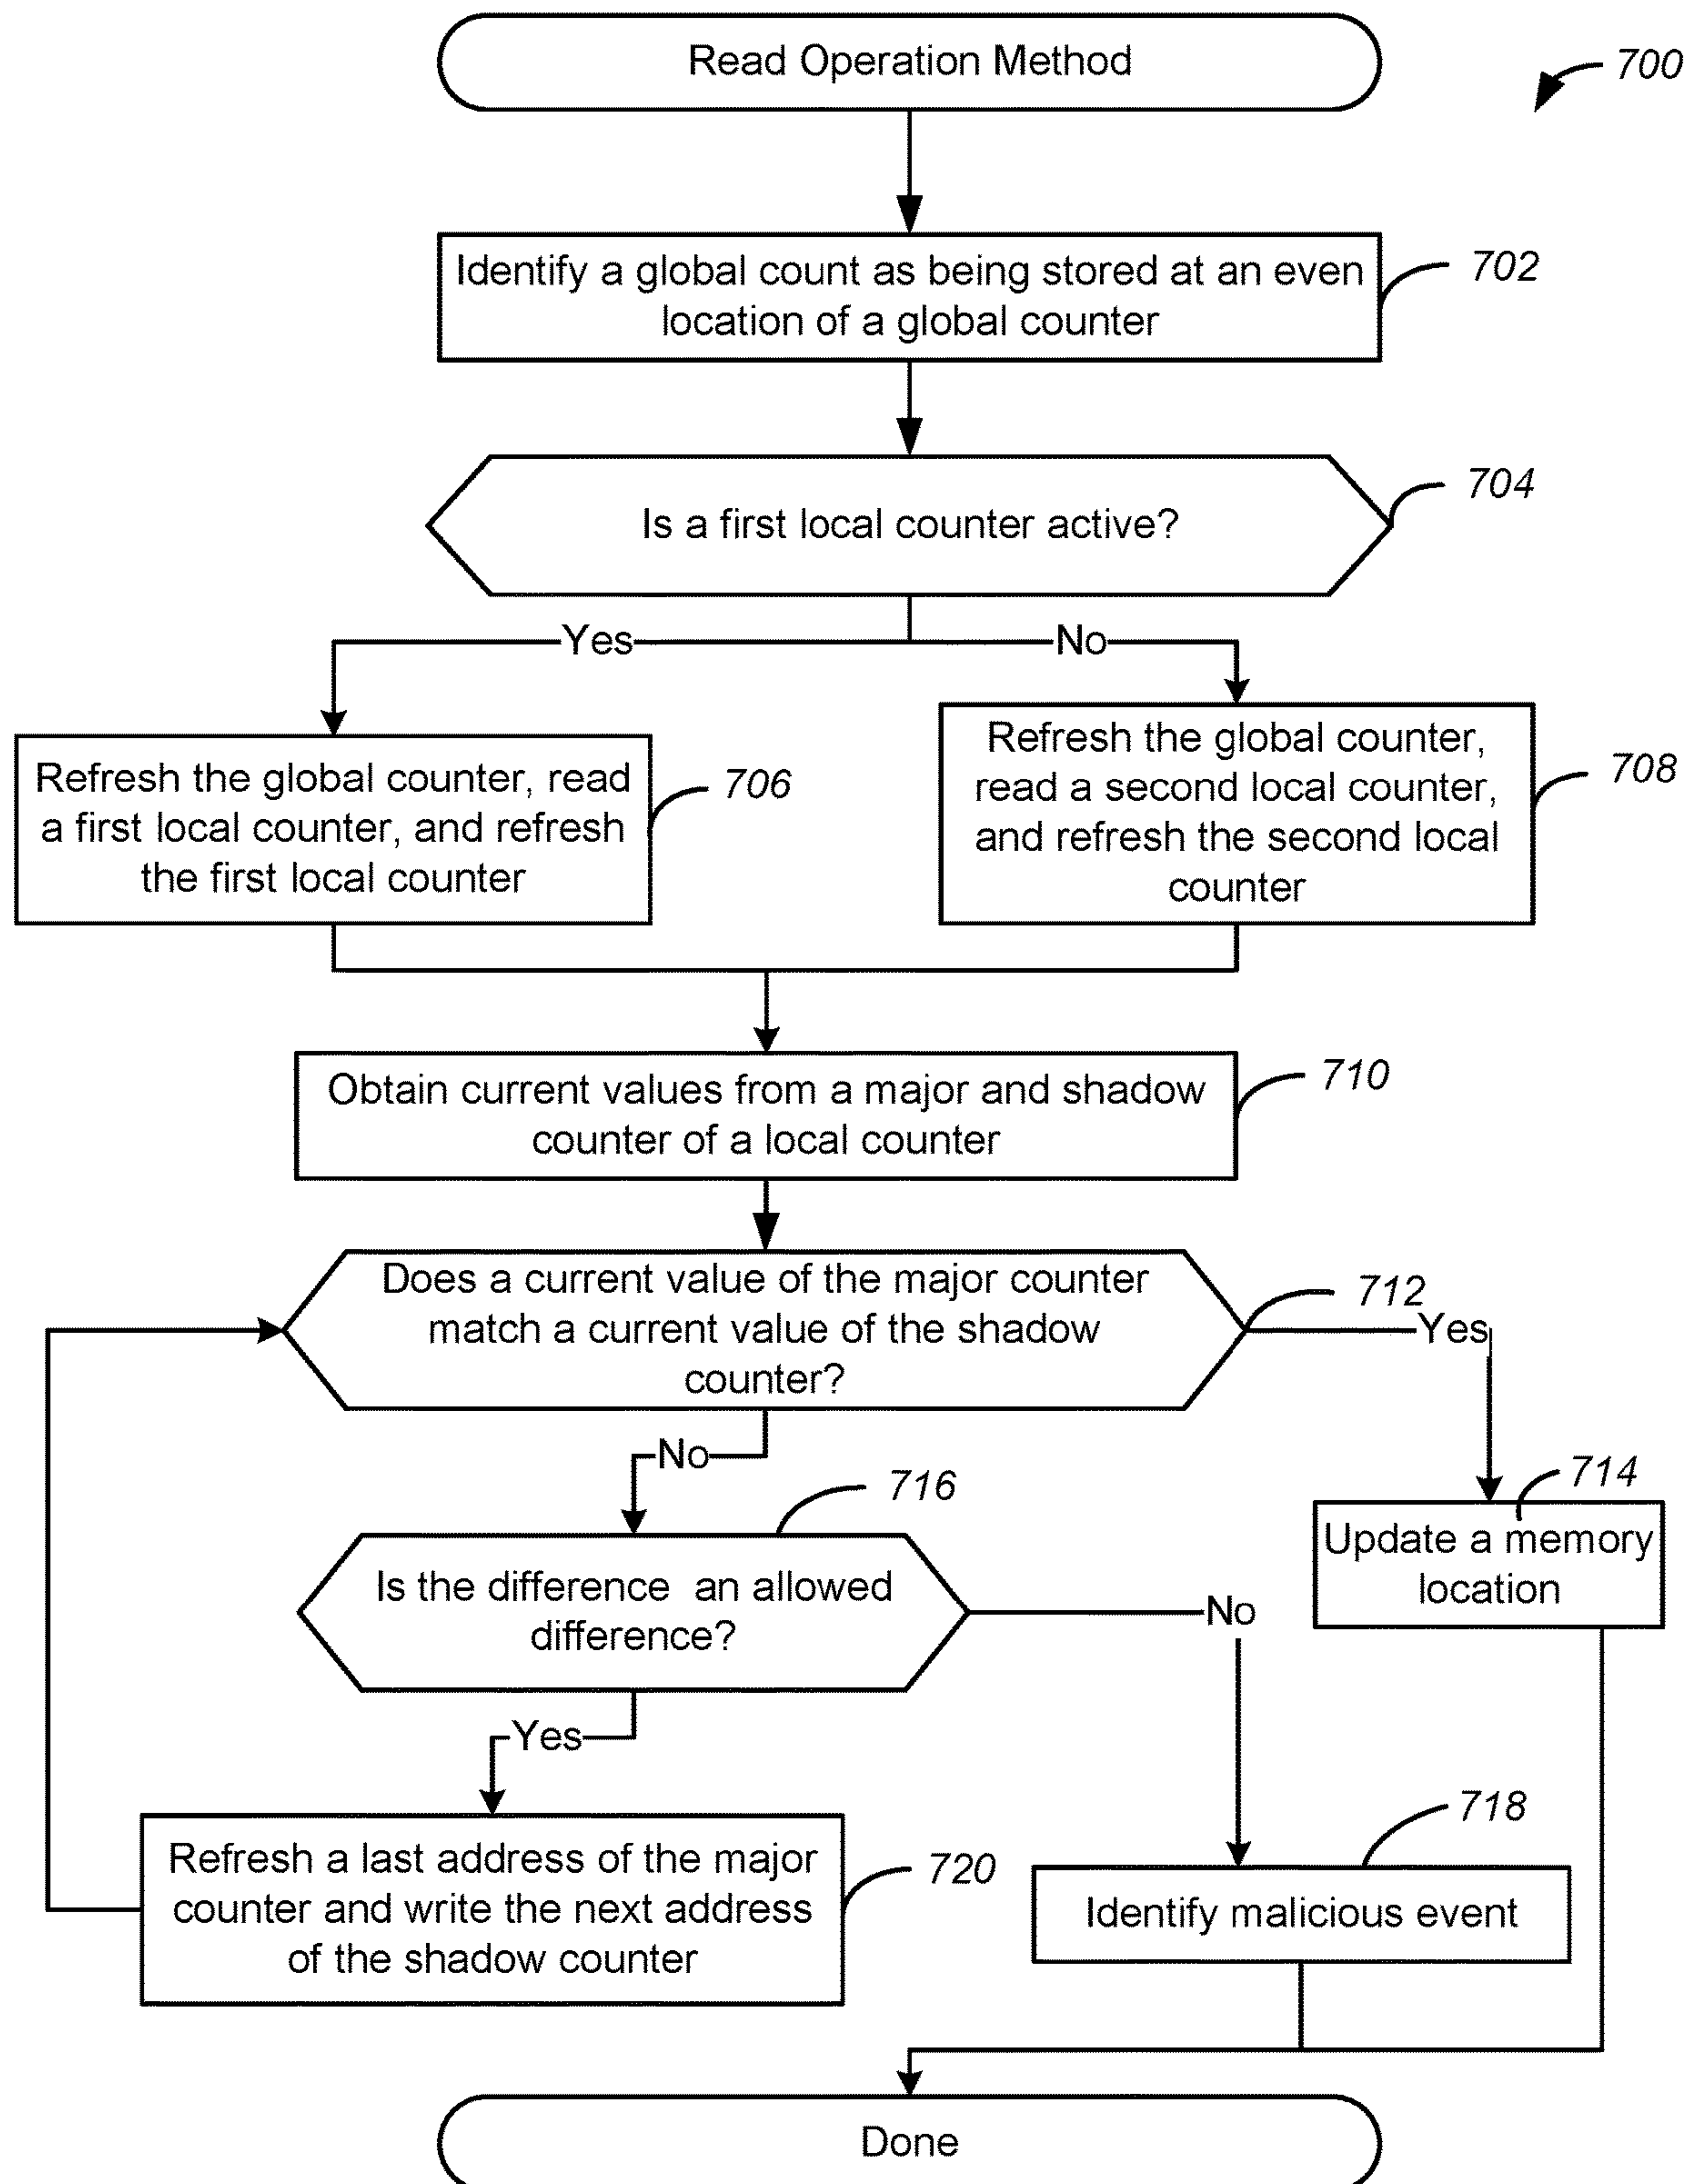 Read Operation Method
700
Identify a global count as being stored at an even
location of a global counter
702
Is a first local counter active?
704
Yes
No
Refresh the global counter, read
a first local counter, and refresh
the first local counter
706
Refresh the global counter,
read a second local counter,
and refresh the second local
counter
708
Obtain current values from a major and shadow
counter of a local counter
710
Does a current value of the major counter
match a current value of the shadow
counter?
712
Yes
No
714
Update a memory
location
716
Is the difference an allowed
difference?
No
Yes
718
Identify malicious event
Refresh a last address of the major
counter and write the next address
of the shadow counter
720
Done